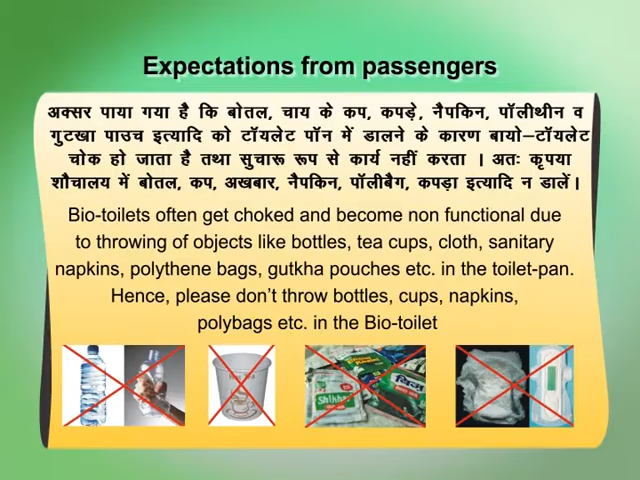 Expectations from passengers
अक्सर पाया गया है कि बोतल, चाय के कप, कपड़े, नैपकिन, पॉलीथीन व
गुटखा पाउच इत्यादि को टॉयलेट पॉन में डालने के कारण बायो–टॉयलेट
चोक हो जाता है तथा सुचारू रूप से कार्य नहीं करता । अतः कृपया
शौचालय में बोतल, कप, अखबार, नैपकिन, पॉलीबैग, कपड़ा इत्यादि न डालें।
Bio-toilets often get choked and become non functional due
to throwing of objects like bottles, tea cups, cloth, sanitary
napkins, polythene bags, gutkha pouches etc. in the toilet-pan.
Hence, please don’t throw bottles, cups, napkins,
polybags etc. in the Bio-toilet
Shikhar